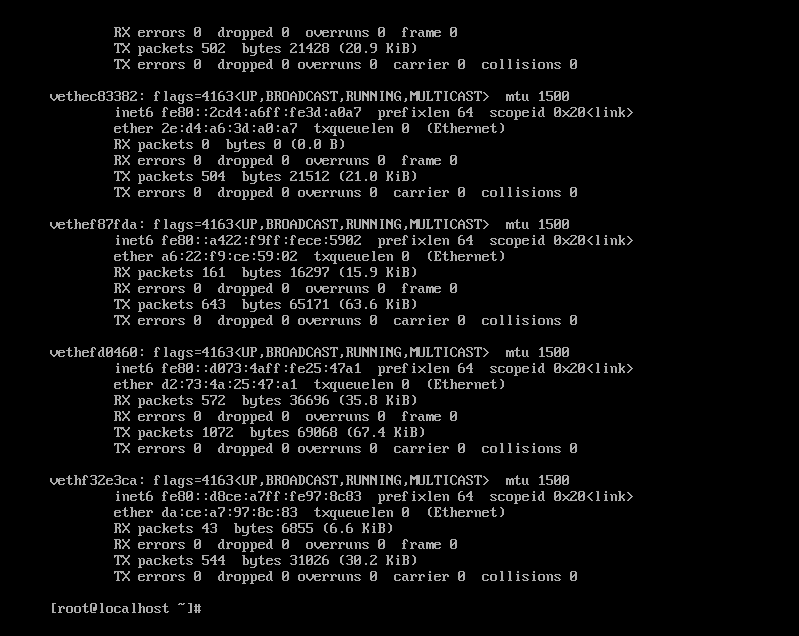 RX errors 0  dropped 0  overruns 0  frame 0
TX packets 502  bytes 21428 (20.9 KiB)
TX errors 0  dropped 0 overruns 0  carrier 0  collisions 0
vethec83382: flags=4163<UP,BROADCAST,RUNNING,MULTICAST>  mtu 1500
inet6 fe80::2cd4:a6ff:fe3d:a0a7  prefixlen 64  scopeid 0x20<link>
ether 2e:d4:a6:3d:a0:a7  txqueuelen 0  (Ethernet)
RX packets 0  bytes 0 (0.0 B)
RX errors 0  dropped 0  overruns 0  frame 0
TX packets 504  bytes 21512 (21.0 KiB)
TX errors 0  dropped 0 overruns 0  carrier 0  collisions 0
vethef87fda: flags=4163<UP,BROADCAST,RUNNING,MULTICAST>  mtu 1500
inet6 fe80::a422:f9ff:fece:5902  prefixlen 64  scopeid 0x20<link>
ether a6:22:f9:ce:59:02  txqueuelen 0  (Ethernet)
RX packets 161  bytes 16297 (15.9 KiB)
RX errors 0  dropped 0  overruns 0  frame 0
TX packets 643  bytes 65171 (63.6 KiB)
TX errors 0  dropped 0 overruns 0  carrier 0  collisions 0
vethefd0460: flags=4163<UP,BROADCAST,RUNNING,MULTICAST>  mtu 1500
inet6 fe80::d073:4aff:fe25:47a1  prefixlen 64  scopeid 0x20<link>
ether d2:73:4a:25:47:a1  txqueuelen 0  (Ethernet)
RX packets 572  bytes 36696 (35.8 KiB)
RX errors 0  dropped 0  overruns 0  frame 0
TX packets 1072  bytes 69068 (67.4 KiB)
TX errors 0  dropped 0 overruns 0  carrier 0  collisions 0
vethf32e3ca: flags=4163<UP,BROADCAST,RUNNING,MULTICAST>  mtu 1500
inet6 fe80::d8ce:a7ff:fe97:8c83  prefixlen 64  scopeid 0x20<link>
ether da:ce:a7:97:8c:83  txqueuelen 0  (Ethernet)
RX packets 43  bytes 6855 (6.6 KiB)
RX errors 0  dropped 0  overruns 0  frame 0
TX packets 544  bytes 31026 (30.2 KiB)
TX errors 0  dropped 0 overruns 0  carrier 0  collisions 0
[root@localhost ~]#